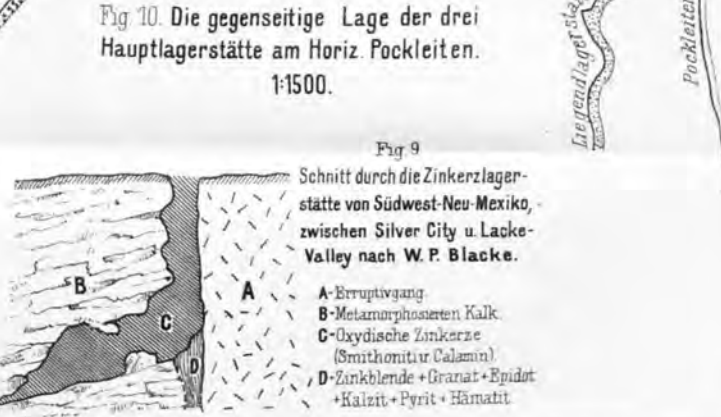 Fig 10. Die gegenseitige Lage der drei
Hauptlagerstätte am Horiz. Pockleiten.
1:1500.
Liegendlagerstä
Pockleiten
Fig 9
Schnitt durch die Zinkerzlager-
stätte von Südwest-Neu-Mexiko,
zwischen Silver City u. Lacke-
Valley nach W. P. Blacke.
A-Erruptivgang.
B-Metamorphosierten Kalk.
C-Oxydische Zinkerze
(Smithonit u. Calamin).
D-Zinkblende+Granat+Epidot
+Kalzit+Pyrit+Hämatit
B
A
C
D